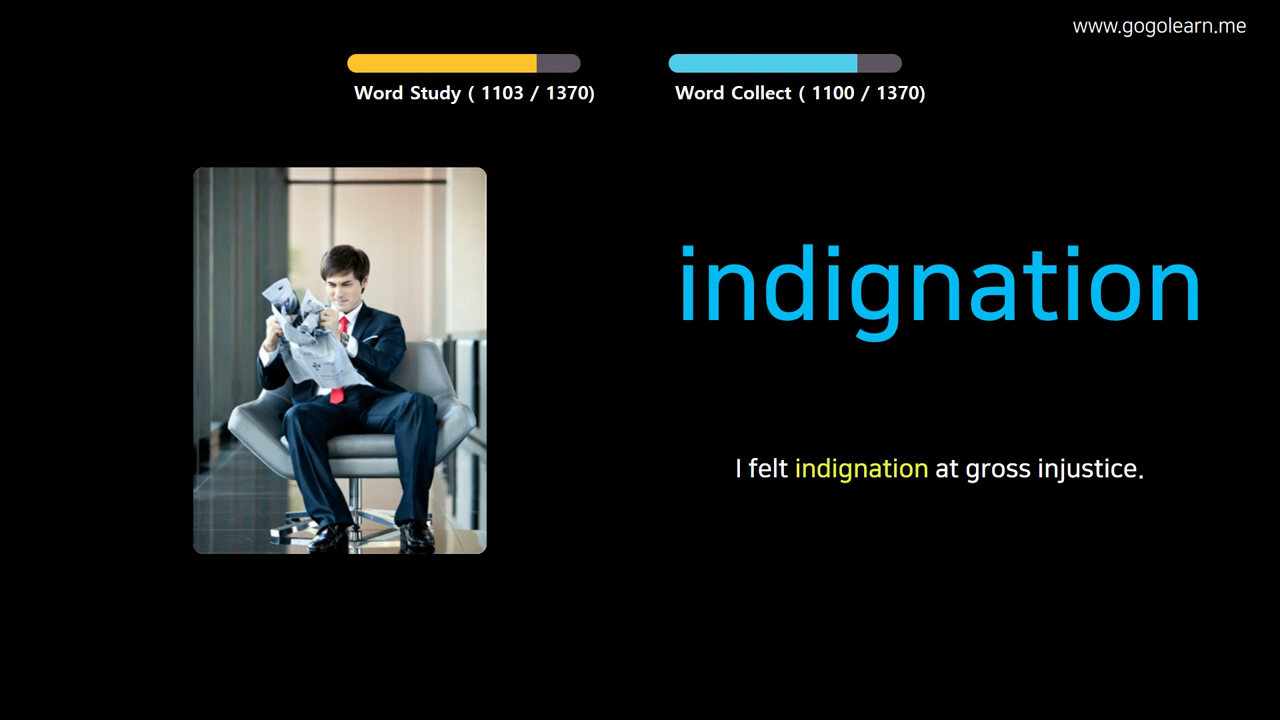 www.gogolearn.me
Word Study ( 1103 / 1370)
Word Collect ( 1100 / 1370)
indignation
I felt indignation at gross injustice.